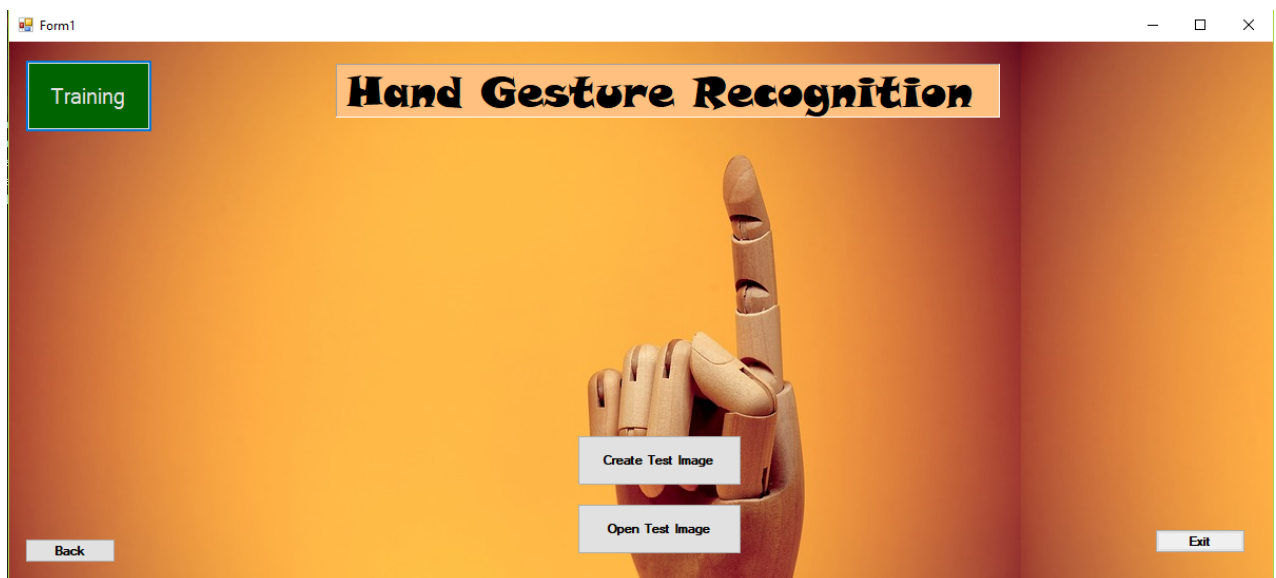 Form1
Training
Hand Gesture Recognition
Create Test Image
Open Test Image
Back
Exit